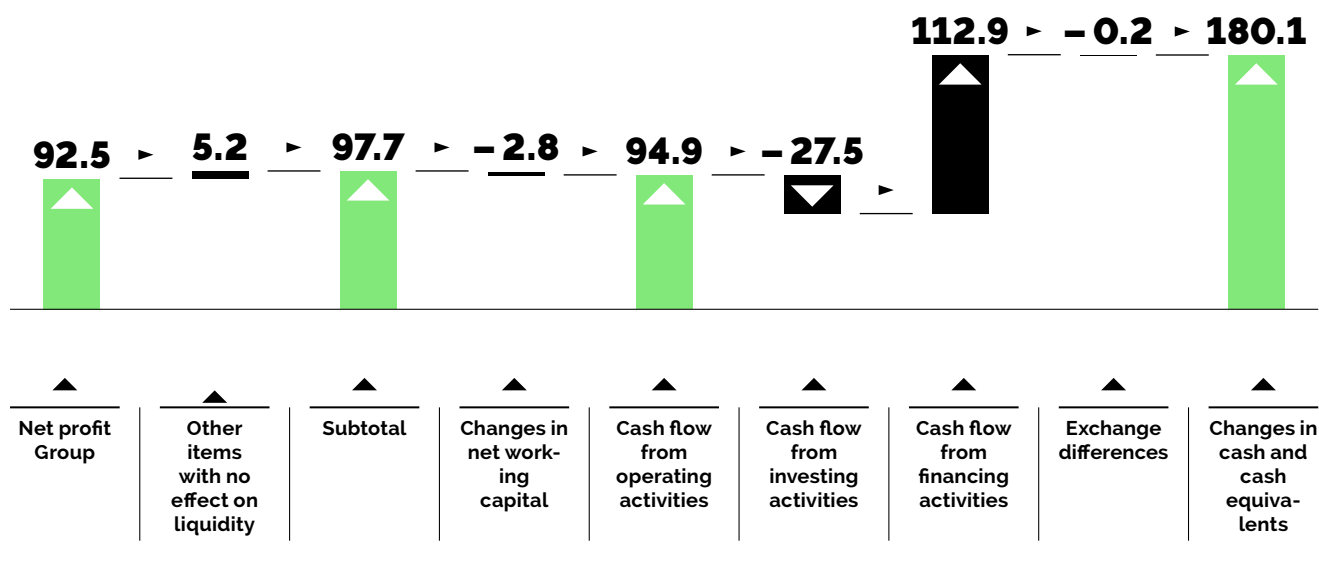 92.5
5.2
97.7
– 2.8
94.9
– 27.5
112.9
– 0.2
180.1
Net profit
Group
Other
items
with no
effect on
liquidity
Subtotal
Changes in
net work-
ing
capital
Cash flow
from
operating
activities
Cash flow
from
investing
activities
Cash flow
from
financing
activities
Exchange
differences
Changes in
cash and
cash
equiva-
lents